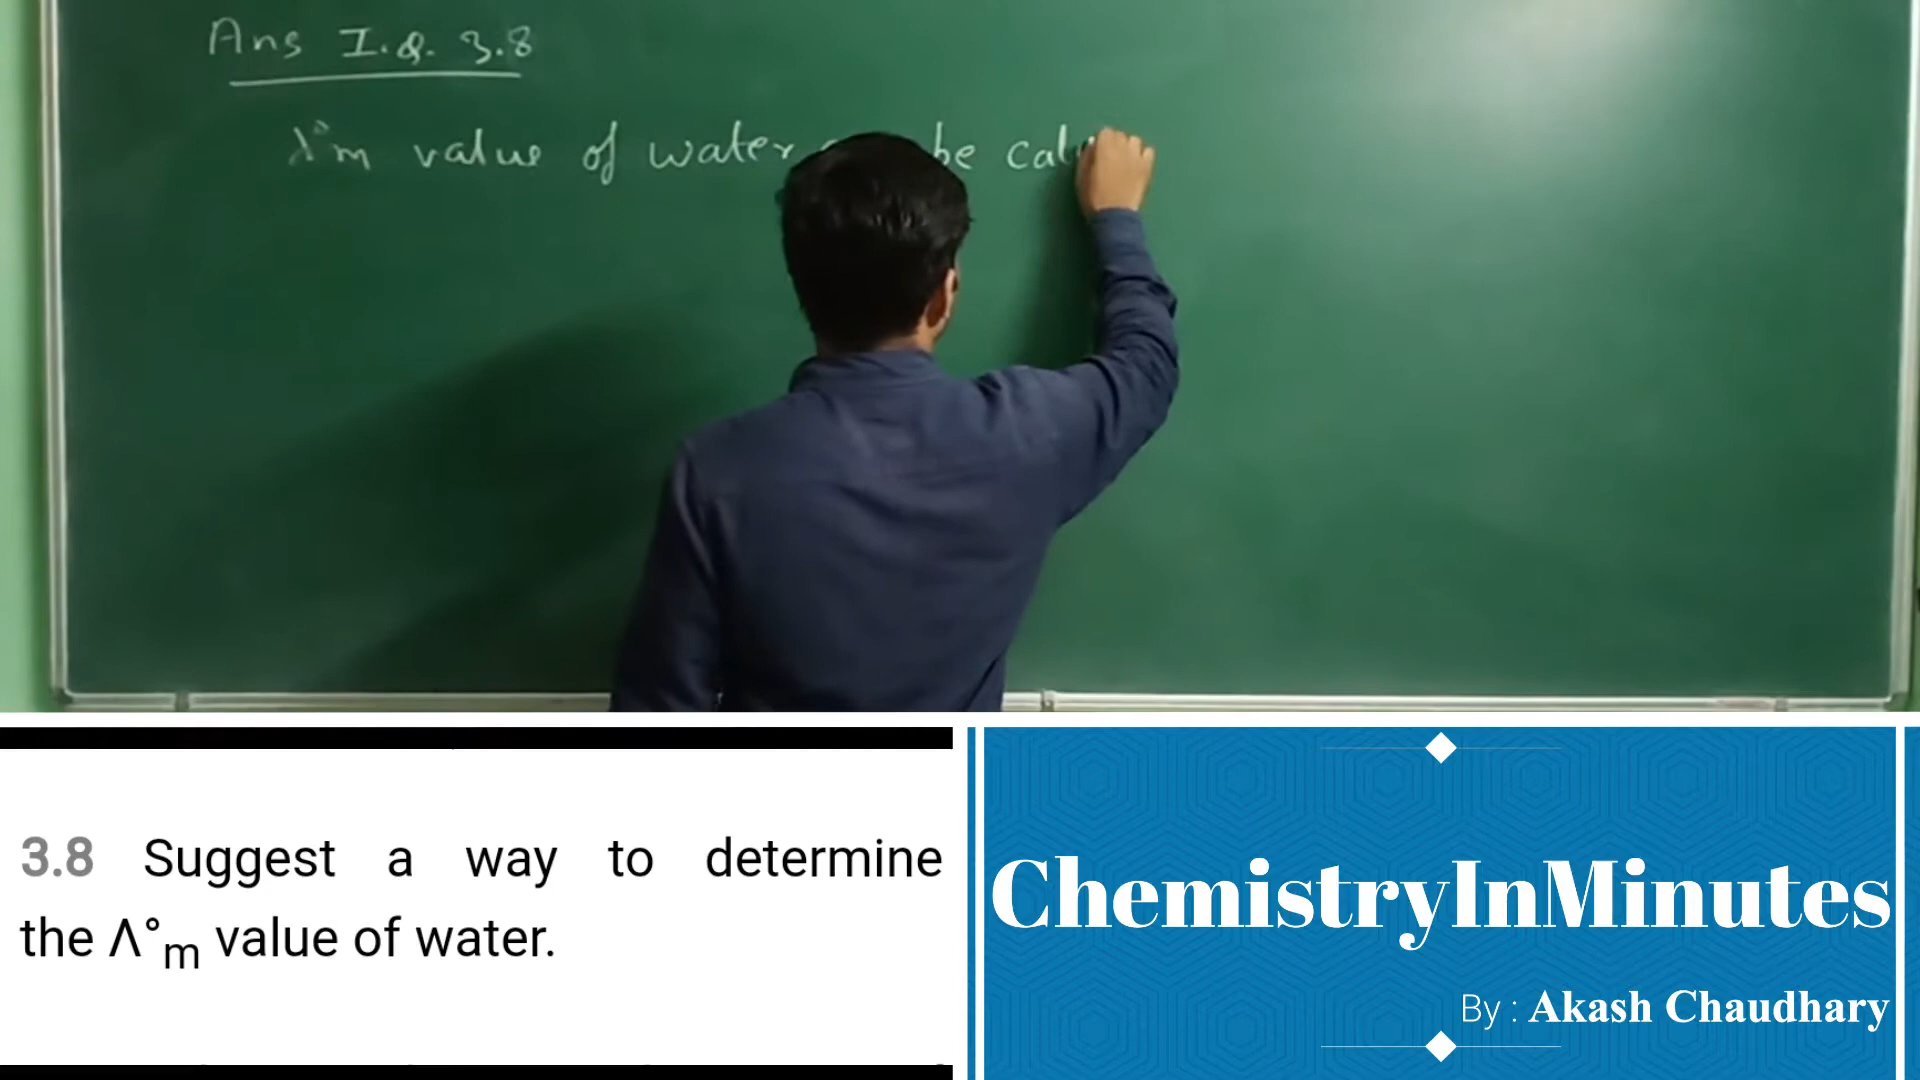 Ans I.Q. 3.8
λ°m value of water be cal
3.8 Suggest a way to determine
the Λ°m value of water.
ChemistryInMinutes
By : Akash Chaudhary